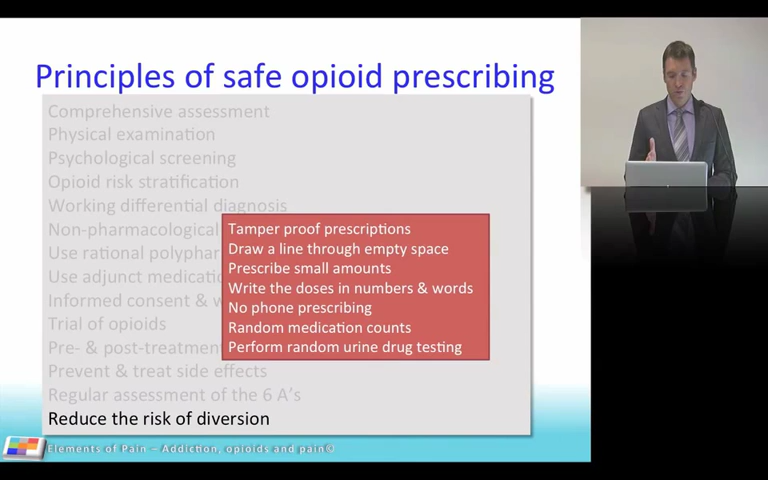 Principles of safe opioid prescribing
Comprehensive assessment
Physical examination
Psychological screening
Opioid risk stratification
Working differential diagnosis
Non-pharmacological
Use rational
Use adjunct
Informed consent &
Trial of opioids
Pre- & post-treatment
Prevent & treat side effects
Regular assessment of the 6 A's
Reduce the risk of diversion
Tamper proof prescriptions
Draw a line through empty space
Prescribe small amounts
Write the doses in numbers & words
No phone prescribing
Random medication counts
Perform random urine drug testing
Elements of Pain – Addiction, opioids and pain©